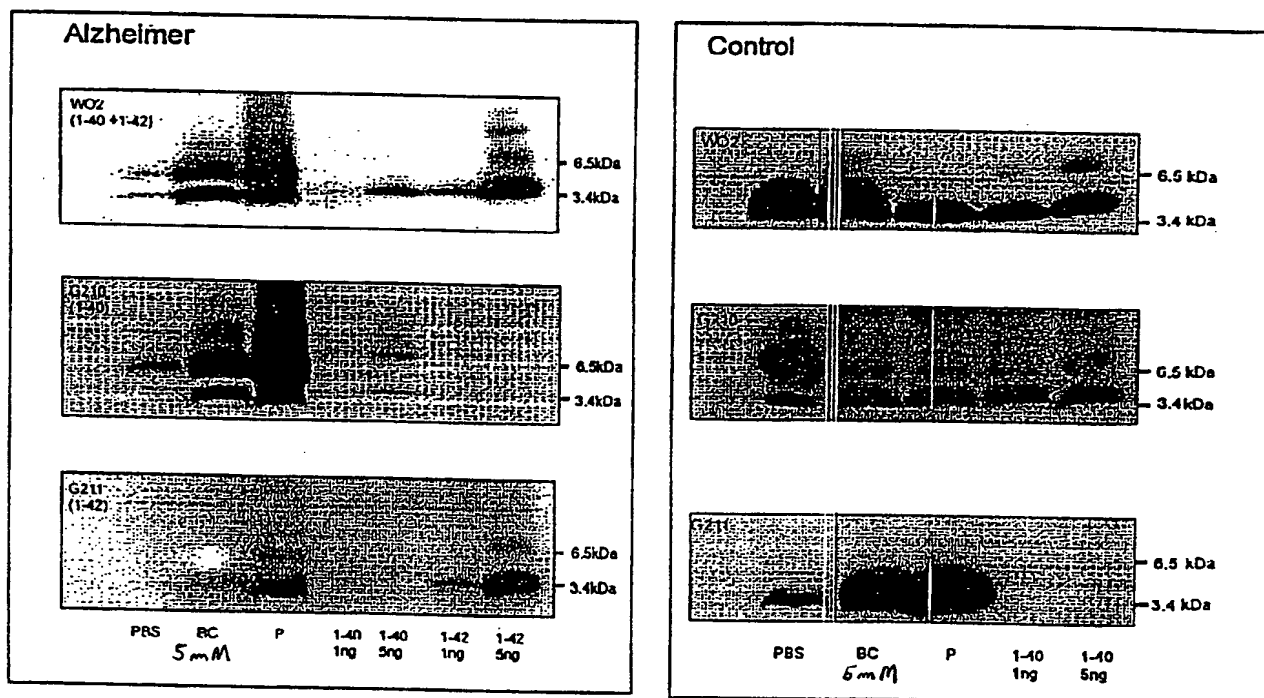 Alzheimer
WO2
(1-40 +1-42)
6.5kDa
3.4kDa
G210
(1-40)
6.5kDa
3.4kDa
G211
(1-42)
6.5kDa
3.4kDa
PBS BC P 1-40 1-40 1-42 1-42
5mM 1ng 5ng 1ng 5ng
Control
WO2
6.5 kDa
3.4 kDa
6.5 kDa
3.4 kDa
G211
6.5 kDa
3.4 kDa
PBS BC P 1-40 1-40
5mM 1ng 5ng